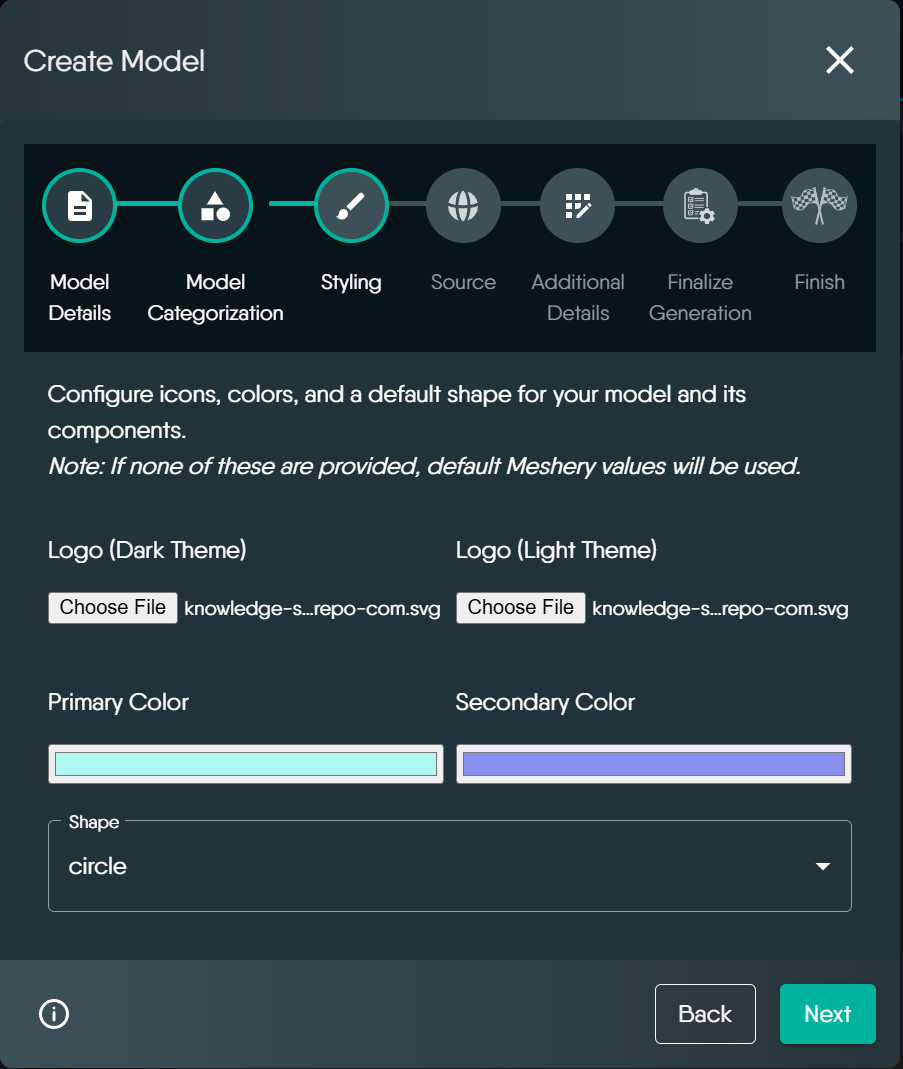 Create Model
Model
Details
Model
Categorization
Styling
Source
Additional
Details
Finalize
Generation
Finish
Configure icons, colors, and a default shape for your model and its
components.
Note: If none of these are provided, default Meshery values will be used.
Logo (Dark Theme)
Logo (Light Theme)
Choose File knowledge-s...repo-com.svg
Choose File knowledge-s...repo-com.svg
Primary Color
Secondary Color
Shape
circle
Back
Next